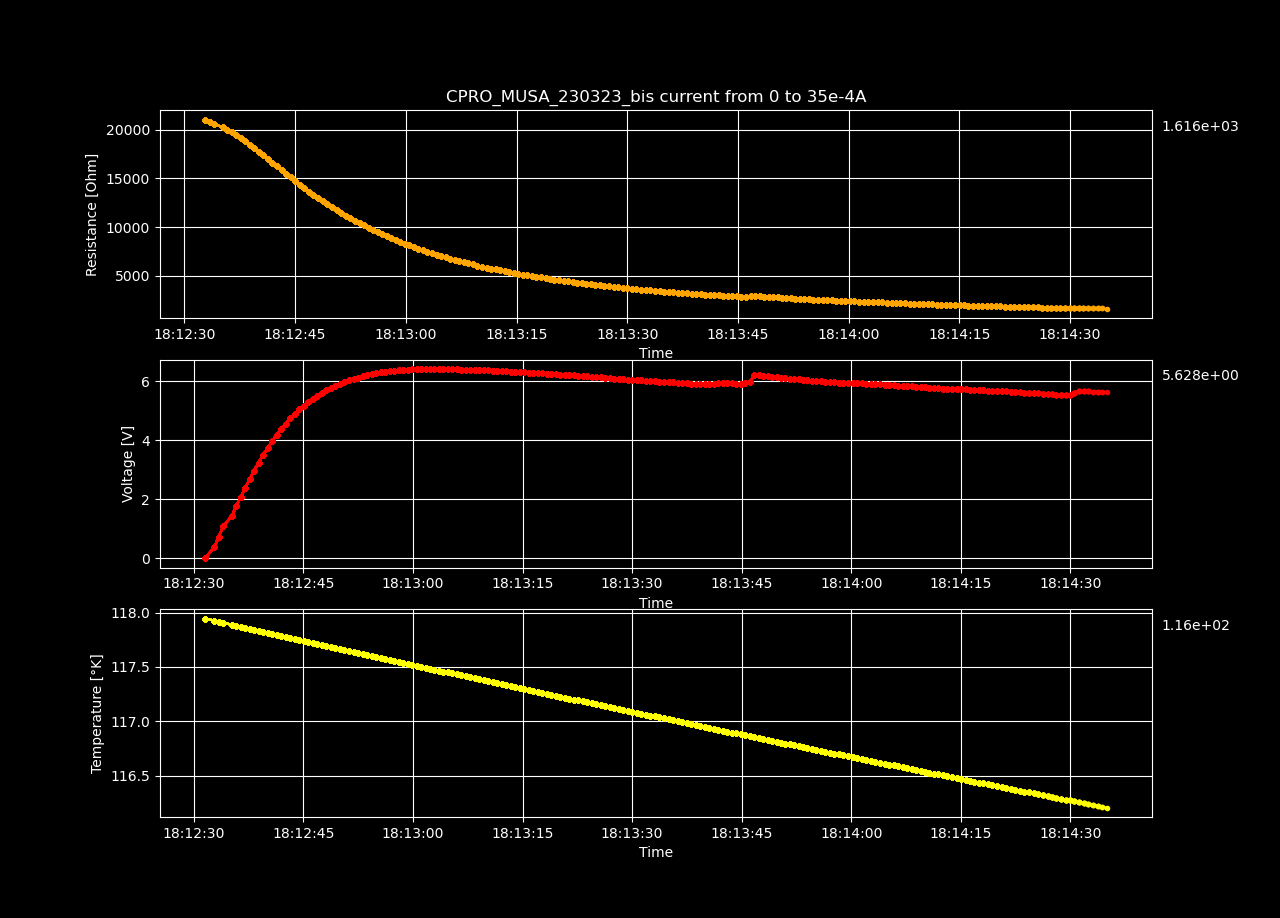 CPRO_MUSA_230323_bis current from 0 to 35e-4A
1.616e+03
Resistance [Ohm]
20000
15000
10000
5000
18:12:30 18:12:45 18:13:00 18:13:15 18:13:30 18:13:45 18:14:00 18:14:15 18:14:30
Time
5.628e+00
Voltage [V]
6
4
2
0
18:12:30 18:12:45 18:13:00 18:13:15 18:13:30 18:13:45 18:14:00 18:14:15 18:14:30
Time
1.16e+02
Temperature [°K]
118.0
117.5
117.0
116.5
18:12:30 18:12:45 18:13:00 18:13:15 18:13:30 18:13:45 18:14:00 18:14:15 18:14:30
Time